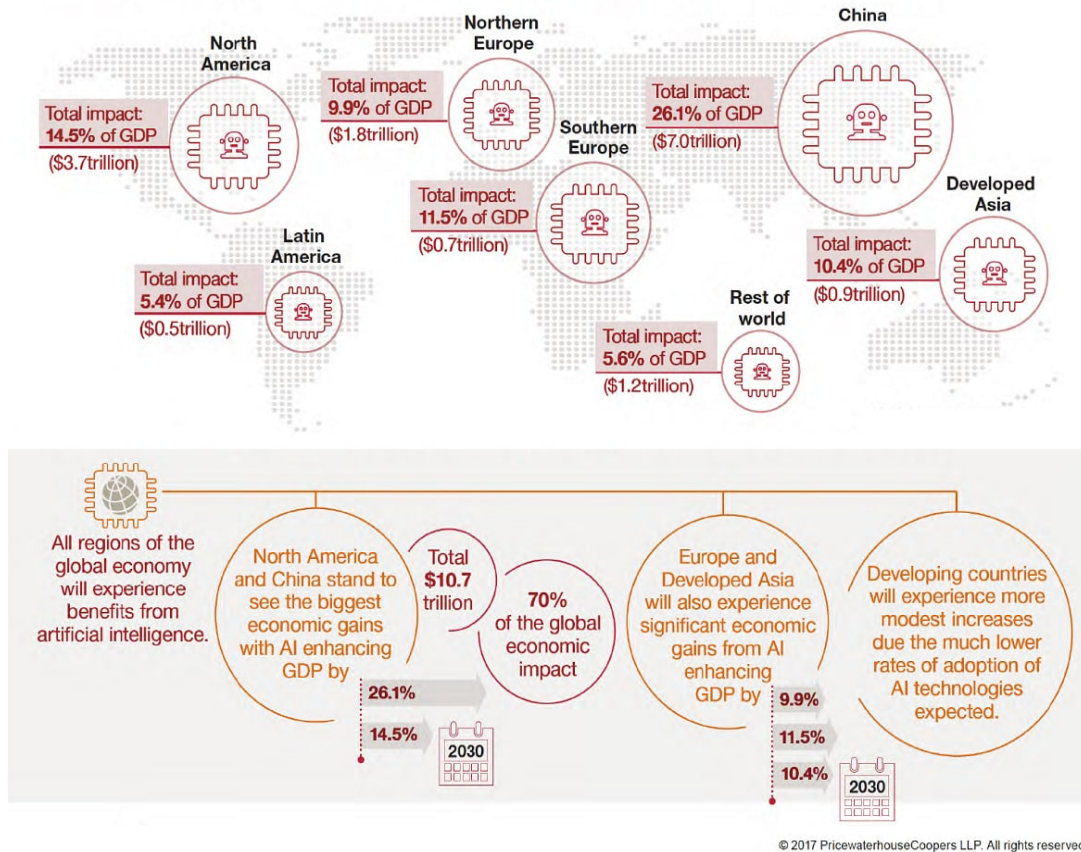 North
America
Total impact:
14.5% of GDP
($3.7trillion)
Northern
Europe
Total impact:
9.9% of GDP
($1.8trillion)
China
Total impact:
26.1% of GDP
($7.0trillion)
Southern
Europe
Total impact:
11.5% of GDP
($0.7trillion)
Developed
Asia
Total impact:
10.4% of GDP
($0.9trillion)
Latin
America
Total impact:
5.4% of GDP
($0.5trillion)
Rest of
world
Total impact:
5.6% of GDP
($1.2trillion)
All regions of the
global economy
will experience
benefits from
artificial intelligence.
North America
and China stand to
see the biggest
economic gains
with AI enhancing
GDP by
26.1%
14.5%
2030
Total
$10.7
trillion
70%
of the global
economic
impact
Europe and
Developed Asia
will also experience
significant economic
gains from AI
enhancing
GDP by
9.9%
11.5%
10.4%
2030
Developing countries
will experience more
modest increases
due the much lower
rates of adoption of
AI technologies
expected.
© 2017 PricewaterhouseCoopers LLP. All rights reserved